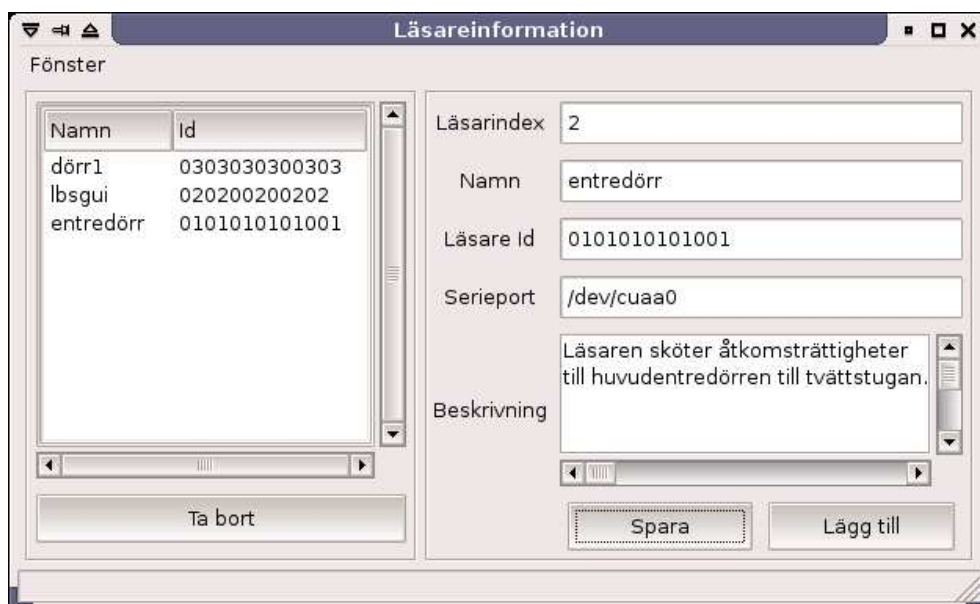 Läsareinformation
Fönster
Namn Id
dörr1 0303030300303
lbsgui 020200200202
entredörr 0101010101001
Ta bort
Läsarindex 2
Namn entredörr
Läsare Id 0101010101001
Serieport /dev/cuaa0
Beskrivning
Läsaren sköter åtkomsträttigheter
till huvudentredörren till tvättstugan.
Spara Lägg till